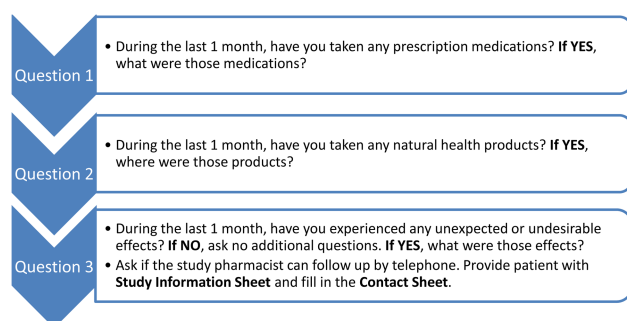 Question 1
• During the last 1 month, have you taken any prescription medications? If YES,
what were those medications?
Question 2
• During the last 1 month, have you taken any natural health products? If YES,
where were those products?
Question 3
• During the last 1 month, have you experienced any unexpected or undesirable
effects? If NO, ask no additional questions. If YES, what were those effects?
• Ask if the study pharmacist can follow up by telephone. Provide patient with
Study Information Sheet and fill in the Contact Sheet.